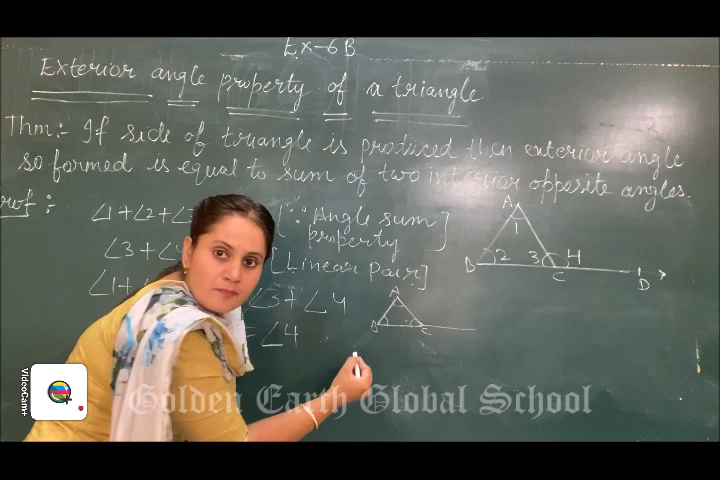 Ex-6B
Exterior angle property of a triangle
Thm:- If side of triangle is produced then exterior angle
so formed is equal to sum of two interior opposite angles.
∠1+∠2+∠3 [∵ Angle sum
property]
∠3+∠4 [Linear Pair]
∠1+ ∠3+∠4
∠4
A
1
B 2 3 4
C D
A
B C
VidooCam+
Golden Earth Global School